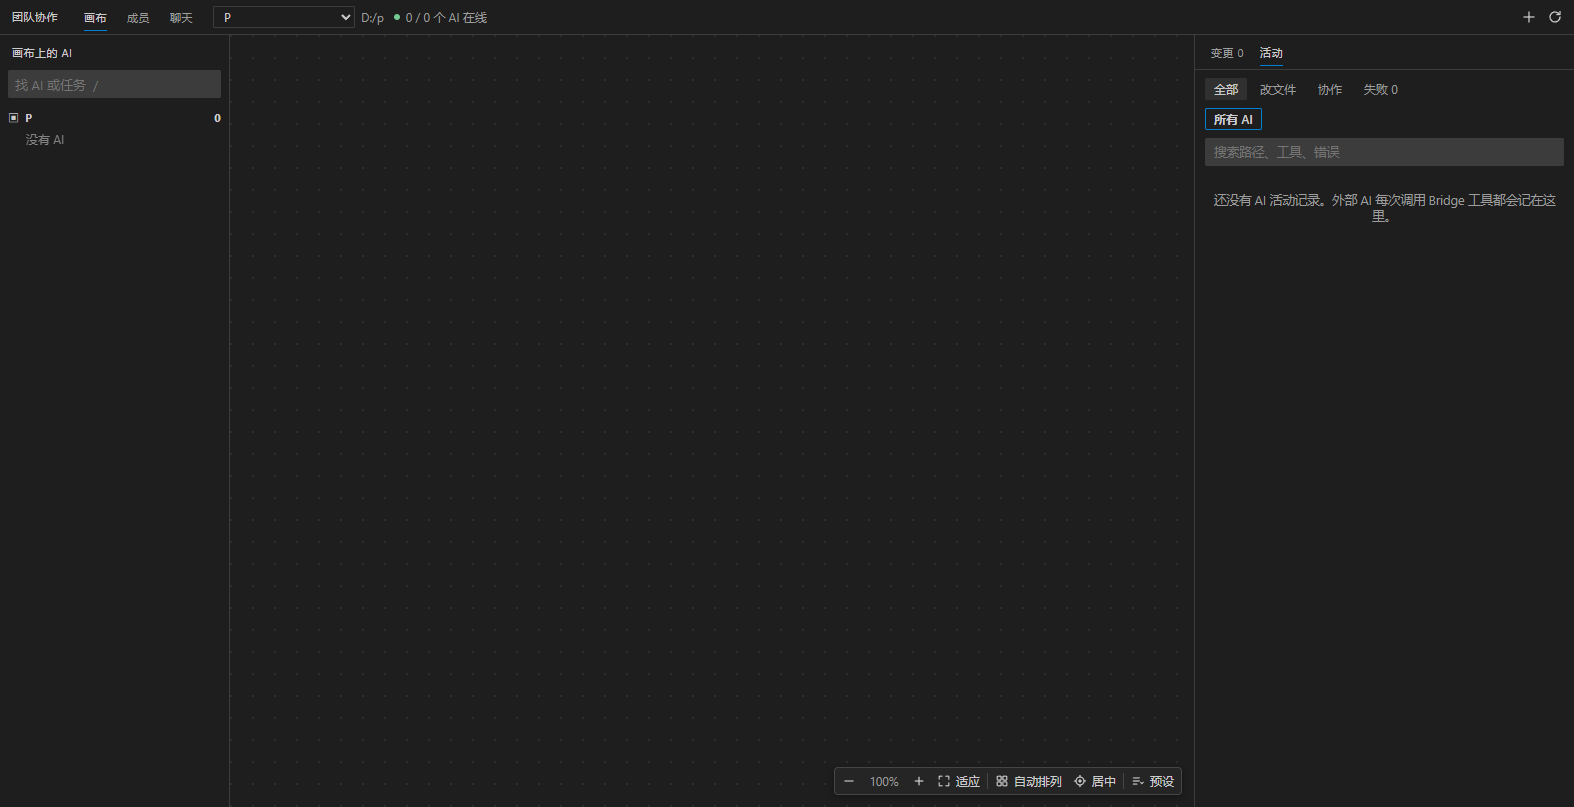 团队协作 画布 成员 聊天 P D:/p 0 / 0 个 AI 在线
画布上的 AI
找 AI 或任务 /
P 0
没有 AI
变更 0 活动
全部 改文件 协作 失败 0
所有 AI
搜索路径、工具、错误
还没有 AI 活动记录。外部 AI 每次调用 Bridge 工具都会记在这
里。
100% 适应 自动排列 居中 预设